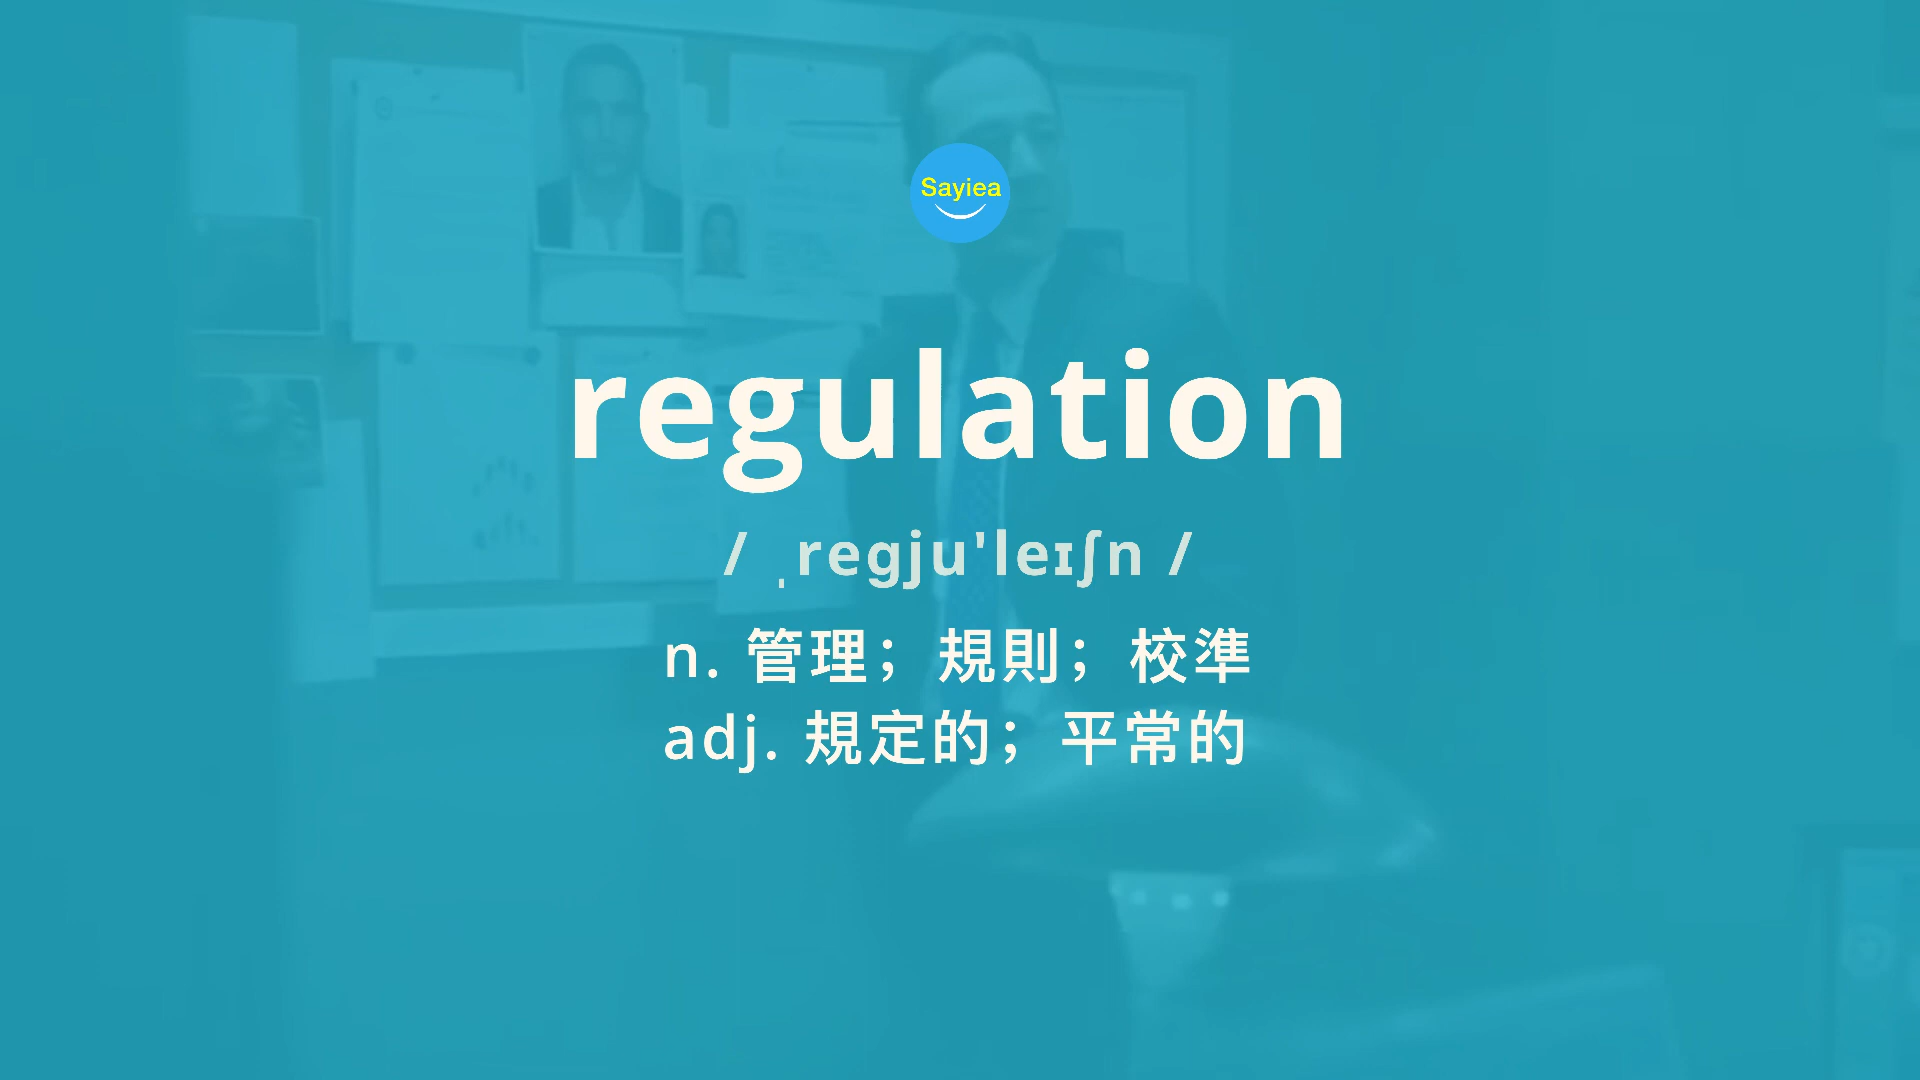 Sayiea
regulation
/ ˌregju'leɪʃn /
n. 管理；規則；校準
adj. 規定的；平常的